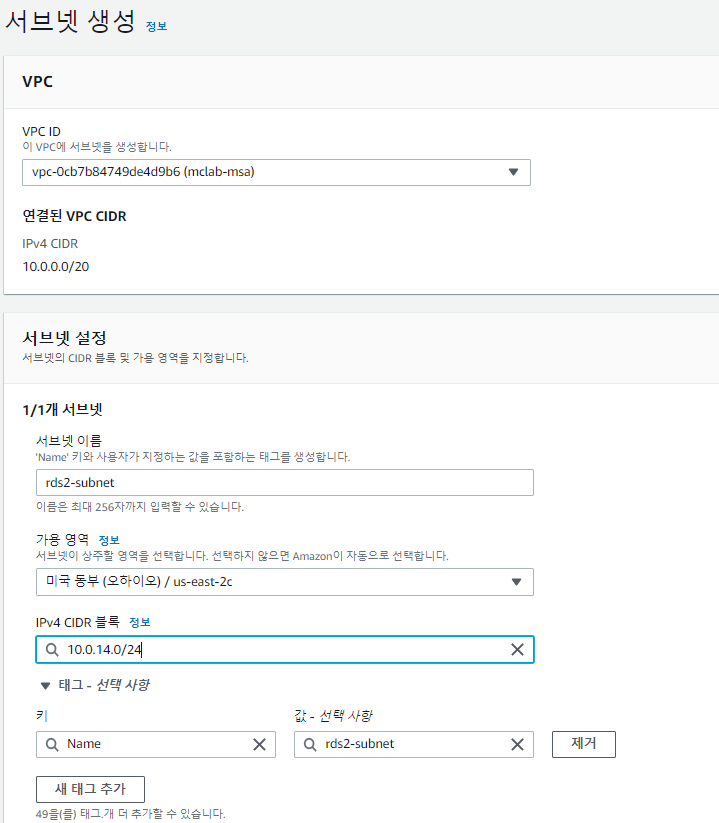 서브넷 생성 정보
VPC
VPC ID
이 VPC에 서브넷을 생성합니다.
vpc-0cb7b84749de4d9b6 (mclab-msa)
연결된 VPC CIDR
IPv4 CIDR
10.0.0.0/20
서브넷 설정
서브넷의 CIDR 블록 및 가용 영역을 지정합니다.
1/1개 서브넷
서브넷 이름
'Name' 키와 사용자가 지정하는 값을 포함하는 태그를 생성합니다.
rds2-subnet
이름은 최대 256자까지 입력할 수 있습니다.
가용 영역 정보
서브넷이 상주할 영역을 선택합니다. 선택하지 않으면 Amazon이 자동으로 선택합니다.
미국 동부 (오하이오) / us-east-2c
IPv4 CIDR 블록 정보
10.0.14.0/24
태그 - 선택 사항
키 값 - 선택 사항
Name rds2-subnet 제거
새 태그 추가
49을(를) 태그.개 더 추가할 수 있습니다.